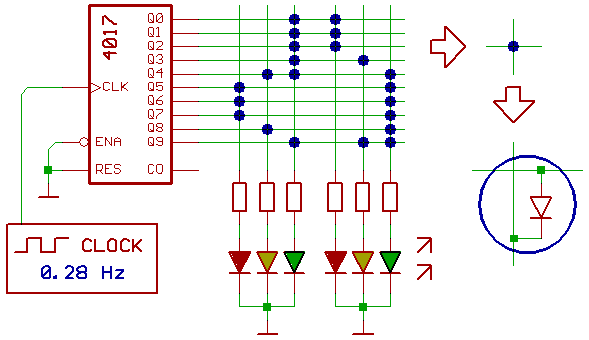 4017
Q0
Q1
Q2
Q3
Q4
CLK Q5
Q6
Q7
Q8
ENA Q9
RES CO
CLOCK
0.28 Hz